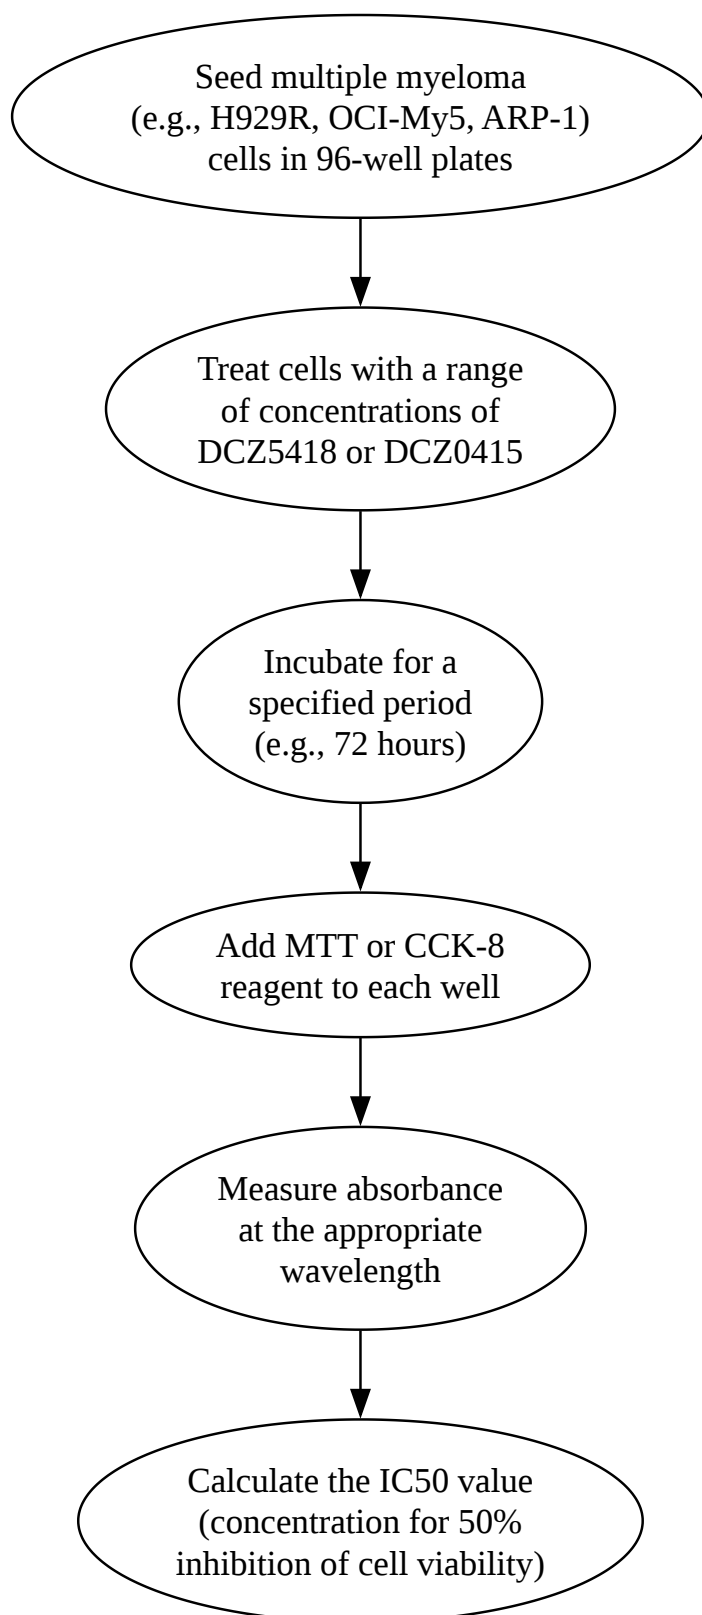 Seed multiple myeloma
(e.g., H929R, OCI-My5, ARP-1)
cells in 96-well plates
Treat cells with a range
of concentrations of
DCZ5418 or DCZ0415
Incubate for a
specified period
(e.g., 72 hours)
Add MTT or CCK-8
reagent to each well
Measure absorbance
at the appropriate
wavelength
Calculate the IC50 value
(concentration for 50%
inhibition of cell viability)